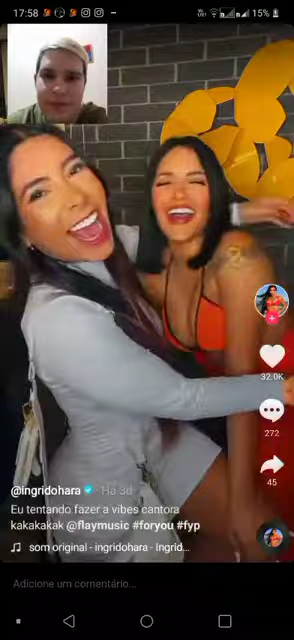 17:58
15%
@ingridohara · Há 3d
Eu tentando fazer a vibes cantora
kakakakak @flaymusic #foryou #fyp
som original - ingridohara - Ingrid...
32.0K
272
45
Adicione um comentário...